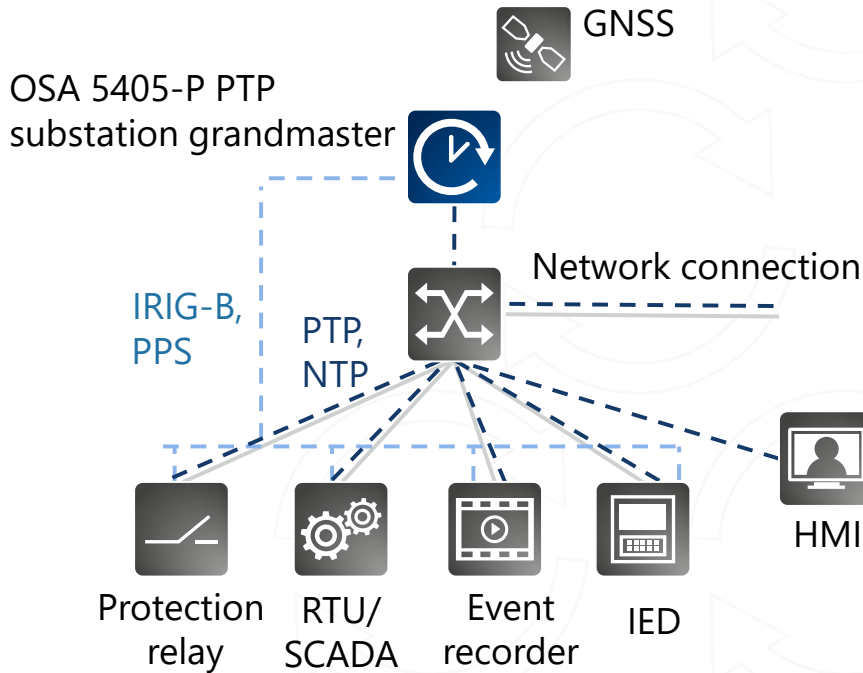 GNSS
OSA 5405-P PTP
substation grandmaster
Network connection
IRIG-B,
PPS
PTP,
NTP
HMI
Protection
relay
RTU/
SCADA
Event
recorder
IED